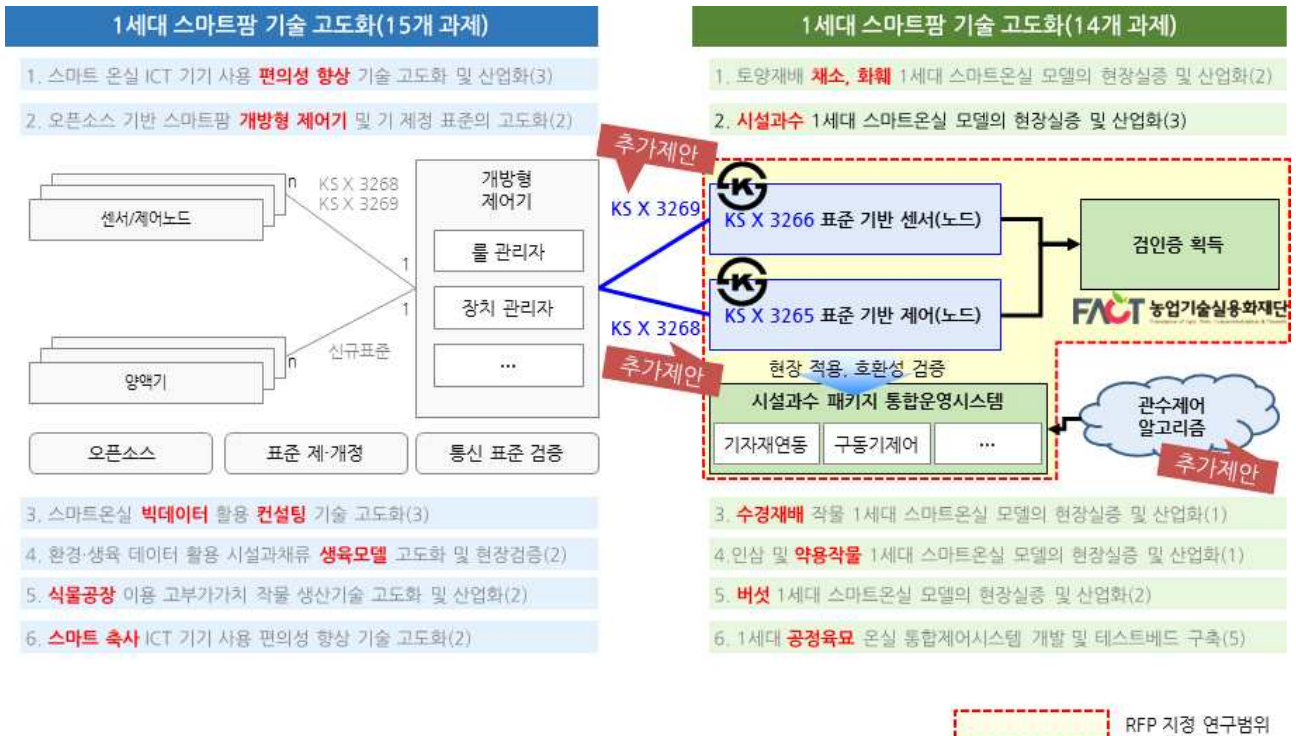 1세대 스마트팜 기술 고도화(15개 과제)
1. 스마트 온실 ICT 기기 사용 편의성 향상 기술 고도화 및 산업화(3)
2. 오픈소스 기반 스마트팜 개방형 제어기 및 기 제정 표준의 고도화(2)
센서/제어노드
n
KS X 3268
KS X 3269
1
1
양액기
n
신규표준
개방형
제어기
룰 관리자
장치 관리자
...
오픈소스
표준 제·개정
통신 표준 검증
3. 스마트온실 빅데이터 활용 컨설팅 기술 고도화(3)
4. 환경·생육 데이터 활용 시설과채류 생육모델 고도화 및 현장검증(2)
5. 식물공장 이용 고부가가치 작물 생산기술 고도화 및 산업화(2)
6. 스마트 축사 ICT 기기 사용 편의성 향상 기술 고도화(2)
1세대 스마트팜 기술 고도화(14개 과제)
1. 토양재배 채소, 화훼 1세대 스마트온실 모델의 현장실증 및 산업화(2)
2. 시설과수 1세대 스마트온실 모델의 현장실증 및 산업화(3)
추가제안
KS X 3269
KS X 3268
추가제안
K
KS X 3266 표준 기반 센서(노드)
K
KS X 3265 표준 기반 제어(노드)
검인증 획득
FACT 농업기술실용화재단
현장 적용, 호환성 검증
시설과수 패키지 통합운영시스템
기자재연동
구동기제어
...
관수제어
알고리즘
추가제안
3. 수경재배 작물 1세대 스마트온실 모델의 현장실증 및 산업화(1)
4.인삼 및 약용작물 1세대 스마트온실 모델의 현장실증 및 산업화(1)
5. 버섯 1세대 스마트온실 모델의 현장실증 및 산업화(2)
6. 1세대 공정육묘 온실 통합제어시스템 개발 및 테스트베드 구축(5)
RFP 지정 연구범위